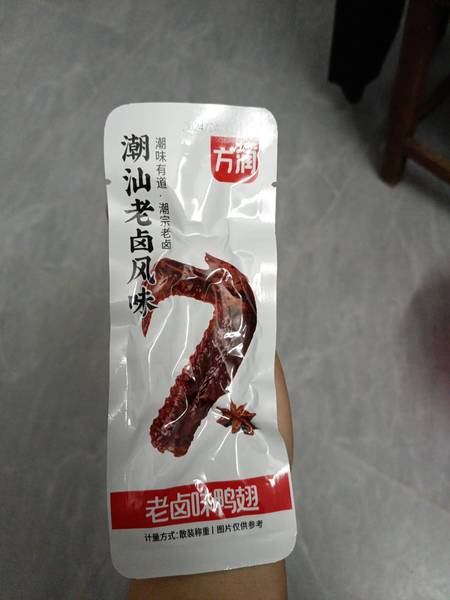 方润
潮味有道·潮宗老卤
潮汕老卤风味
老卤味鸭翅
计量方式:散装称重 | 图片仅供参考